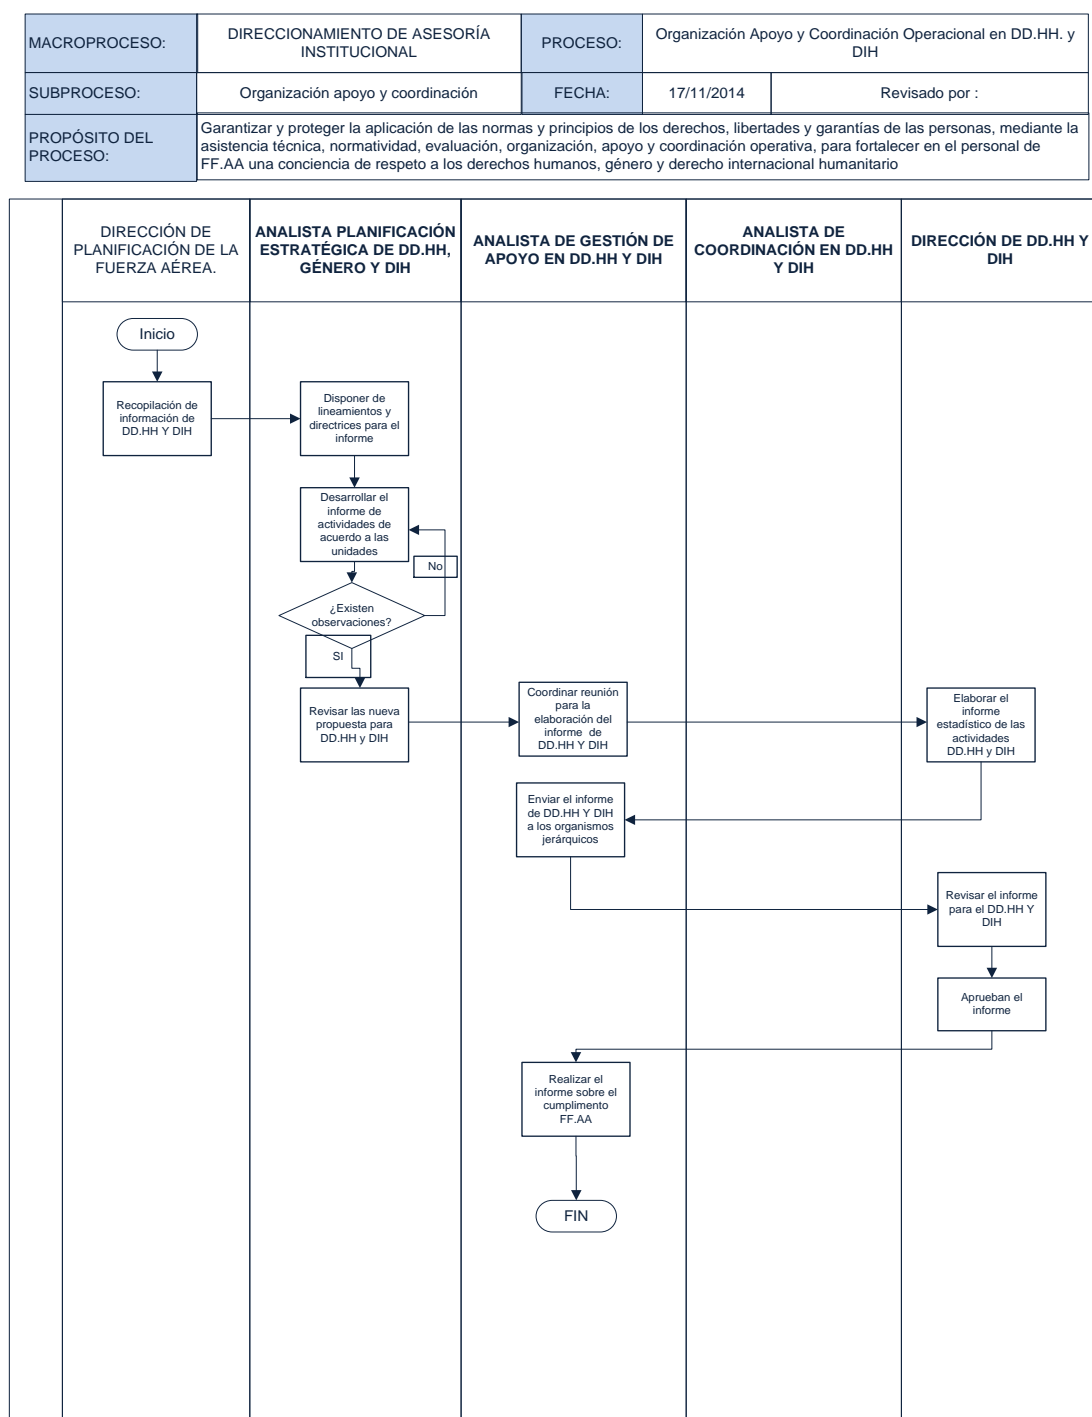 MACROPROCESO:
DIRECCIONAMIENTO DE ASESORÍA
INSTITUCIONAL
PROCESO:
Organización Apoyo y Coordinación Operacional en DD.HH. y
DIH
SUBPROCESO:
Organización apoyo y coordinación
FECHA:
17/11/2014
Revisado por :
PROPÓSITO DEL
PROCESO:
Garantizar y proteger la aplicación de las normas y principios de los derechos, libertades y garantías de las personas, mediante la
asistencia técnica, normatividad, evaluación, organización, apoyo y coordinación operativa, para fortalecer en el personal de
FF.AA una conciencia de respeto a los derechos humanos, género y derecho internacional humanitario
DIRECCIÓN DE
PLANIFICACIÓN DE LA
FUERZA AÉREA.
ANALISTA PLANIFICACIÓN
ESTRATÉGICA DE DD.HH,
GÉNERO Y DIH
ANALISTA DE GESTIÓN DE
APOYO EN DD.HH Y DIH
ANALISTA DE
COORDINACIÓN EN DD.HH
Y DIH
DIRECCIÓN DE DD.HH Y
DIH
Inicio
Recopilación de
información de
DD.HH Y DIH
Disponer de
lineamientos y
directrices para el
informe
Desarrollar el
informe de
actividades de
acuerdo a las
unidades
No
¿Existen
observaciones?
SI
Revisar las nueva
propuesta para
DD.HH y DIH
Coordinar reunión
para la
elaboración del
informe de
DD.HH Y DIH
Elaborar el
informe
estadístico de las
actividades
DD.HH y DIH
Enviar el informe
de DD.HH Y DIH
a los organismos
jerárquicos
Revisar el informe
para el DD.HH Y
DIH
Aprueban el
informe
Realizar el
informe sobre el
cumplimento
FF.AA
FIN